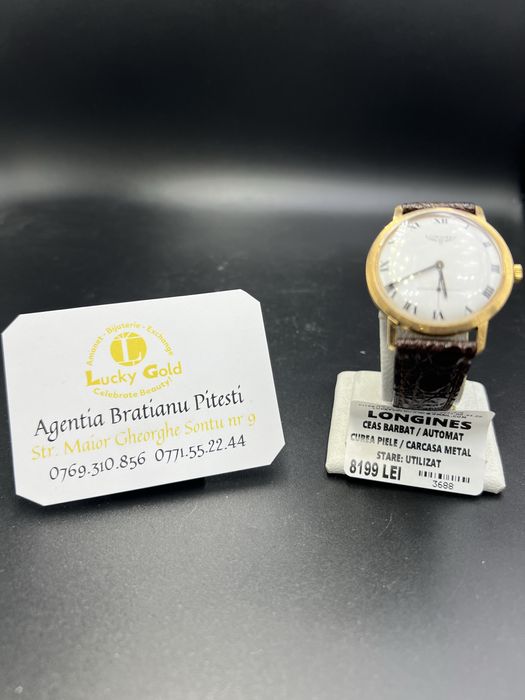 Amanet - Bijuterie - Exchange
L
Lucky Gold
Celebrate Beauty!
Agentia Bratianu Pitesti
Str. Maior Gheorghe Sontu nr 9
0769.310.856 0771.55.22.44
LONGINES
LONGINES
CEAS BARBAT / AUTOMAT
CUREA PIELE / CARCASA METAL
STARE: UTILIZAT
8199 LEI
3688